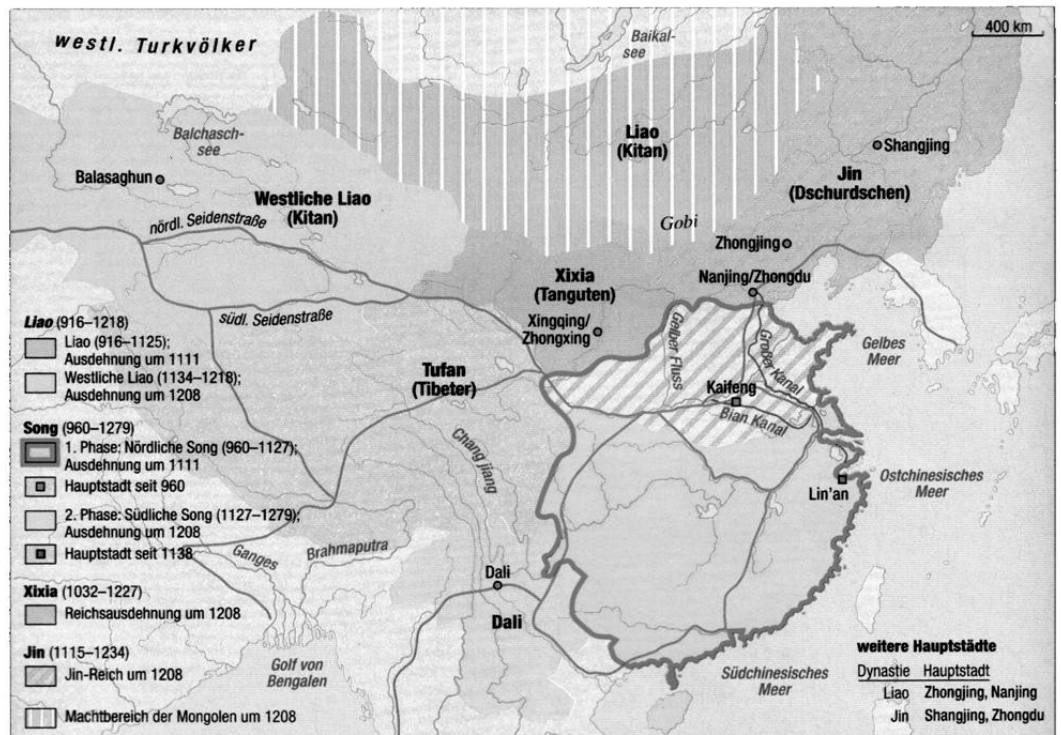 westl. Turkvölker
Baikal-
see
400 km
Balchasch-
see
Liao
(Kitan)
Shangjing
Balasaghun
Westliche Liao
(Kitan)
Jin
(Dschurdschen)
nördl. Seidenstraße
Gobi
Zhongjing
Xixia
(Tanguten)
Nanjing/Zhongdu
südl. Seidenstraße
Xingqing/
Zhongxing
Gelber Fluss
Großer Kanal
Gelbes
Meer
Tufan
(Tibeter)
Kaifeng
Bian Kanal
Chang jiang
Lin'an
Ostchinesisches
Meer
Ganges
Brahmaputra
Dali
Dali
Golf von
Bengalen
Südchinesisches
Meer
Liao (916–1218)
Liao (916–1125);
Ausdehnung um 1111
Westliche Liao (1134–1218);
Ausdehnung um 1208
Song (960–1279)
1. Phase: Nördliche Song (960–1127);
Ausdehnung um 1111
Hauptstadt seit 960
2. Phase: Südliche Song (1127–1279);
Ausdehnung um 1208
Hauptstadt seit 1138
Xixia (1032–1227)
Reichsausdehnung um 1208
Jin (1115–1234)
Jin-Reich um 1208
Machtbereich der Mongolen um 1208
weitere Hauptstädte
Dynastie Hauptstadt
Liao Zhongjing, Nanjing
Jin Shangjing, Zhongdu